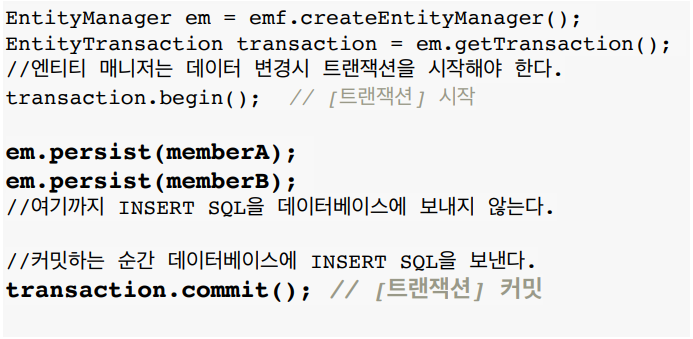 EntityManager em = emf.createEntityManager();
EntityTransaction transaction = em.getTransaction();
//엔티티 매니저는 데이터 변경시 트랜잭션을 시작해야 한다.
transaction.begin();  // [트랜잭션] 시작
em.persist(memberA);
em.persist(memberB);
//여기까지 INSERT SQL을 데이터베이스에 보내지 않는다.
//커밋하는 순간 데이터베이스에 INSERT SQL을 보낸다.
transaction.commit(); // [트랜잭션] 커밋